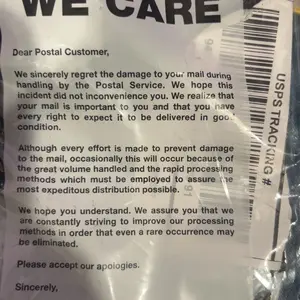 WE CARE
Dear Postal Customer,
We sincerely regret the damage to your mail during
handling by the Postal Service. We hope this
incident did not inconvenience you. We realize that
your mail is important to you and that you have
every right to expect it to be delivered in good
condition.
Although every effort is made to prevent damage
to the mail, occasionally this will occur because of
the great volume handled and the rapid processing
methods which must be employed to assure the
most expeditous distribution possible.
We hope you understand. We assure you that we
are constantly striving to improve our processing
methods in order that even a rare occurrence may
be eliminated.
Please accept our apologies.
Sincerely,
USPS TRACKING #